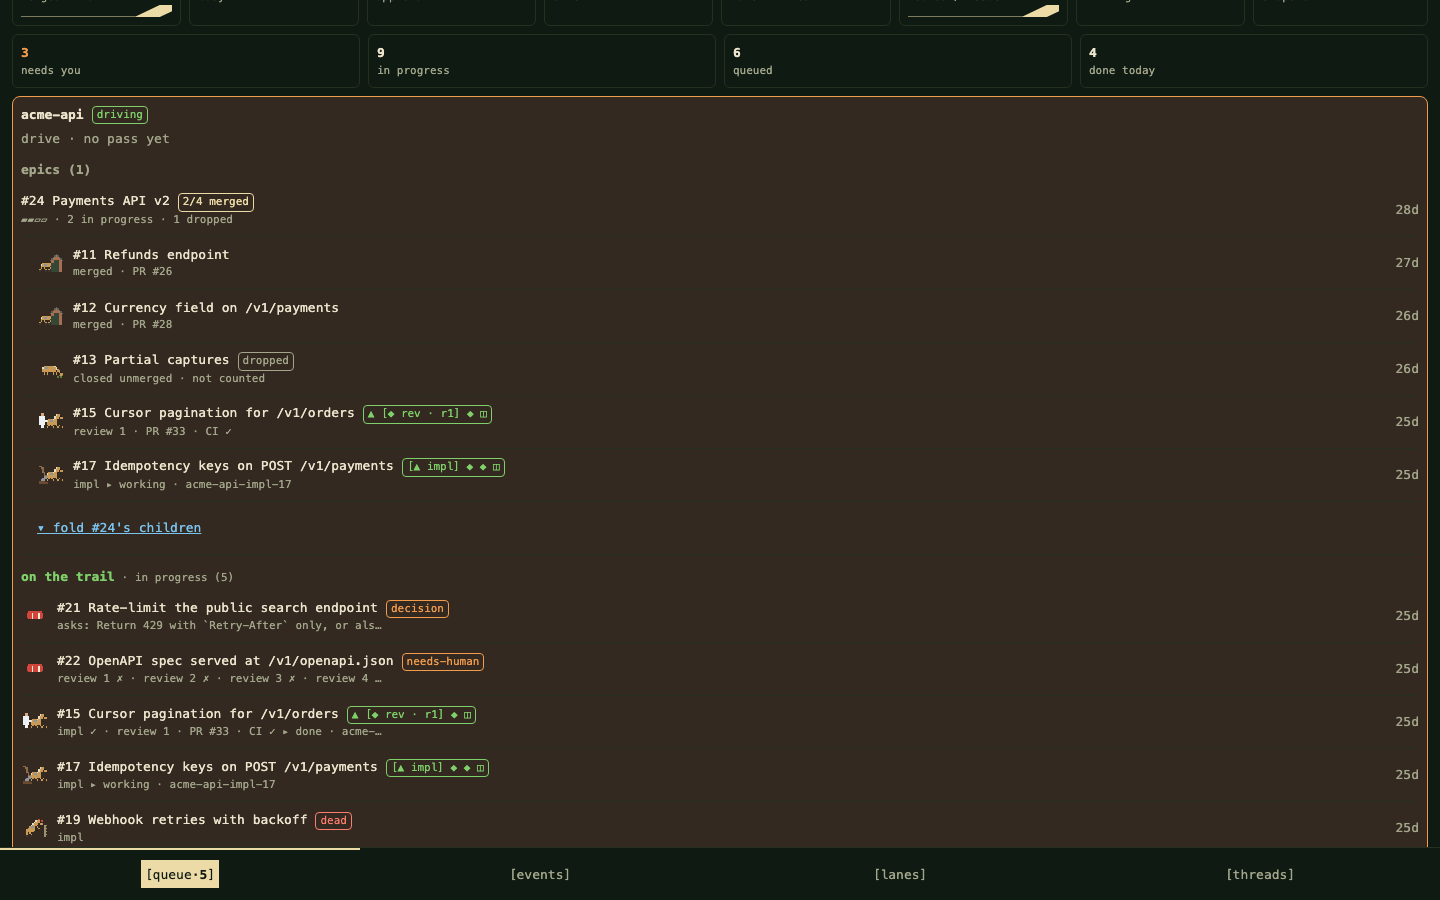 3
needs you
9
in progress
6
queued
4
done today
acme-api driving
drive · no pass yet
epics (1)
#24 Payments API v2 2/4 merged
▰▰▱▱ · 2 in progress · 1 dropped
28d
#11 Refunds endpoint
merged · PR #26
27d
#12 Currency field on /v1/payments
merged · PR #28
26d
#13 Partial captures dropped
closed unmerged · not counted
26d
#15 Cursor pagination for /v1/orders ▲ [◆ rev · r1] ◆ ◫
review 1 · PR #33 · CI ✓
25d
#17 Idempotency keys on POST /v1/payments [▲ impl] ◆ ◆ ◫
impl ▸ working · acme-api-impl-17
25d
▾ fold #24's children
on the trail · in progress (5)
#21 Rate-limit the public search endpoint decision
asks: Return 429 with `Retry-After` only, or als…
25d
#22 OpenAPI spec served at /v1/openapi.json needs-human
review 1 ✗ · review 2 ✗ · review 3 ✗ · review 4 …
25d
#15 Cursor pagination for /v1/orders ▲ [◆ rev · r1] ◆ ◫
impl ✓ · review 1 · PR #33 · CI ✓ ▸ done · acme-…
25d
#17 Idempotency keys on POST /v1/payments [▲ impl] ◆ ◆ ◫
impl ▸ working · acme-api-impl-17
25d
#19 Webhook retries with backoff dead
impl
25d
[queue·5]
[events]
[lanes]
[threads]